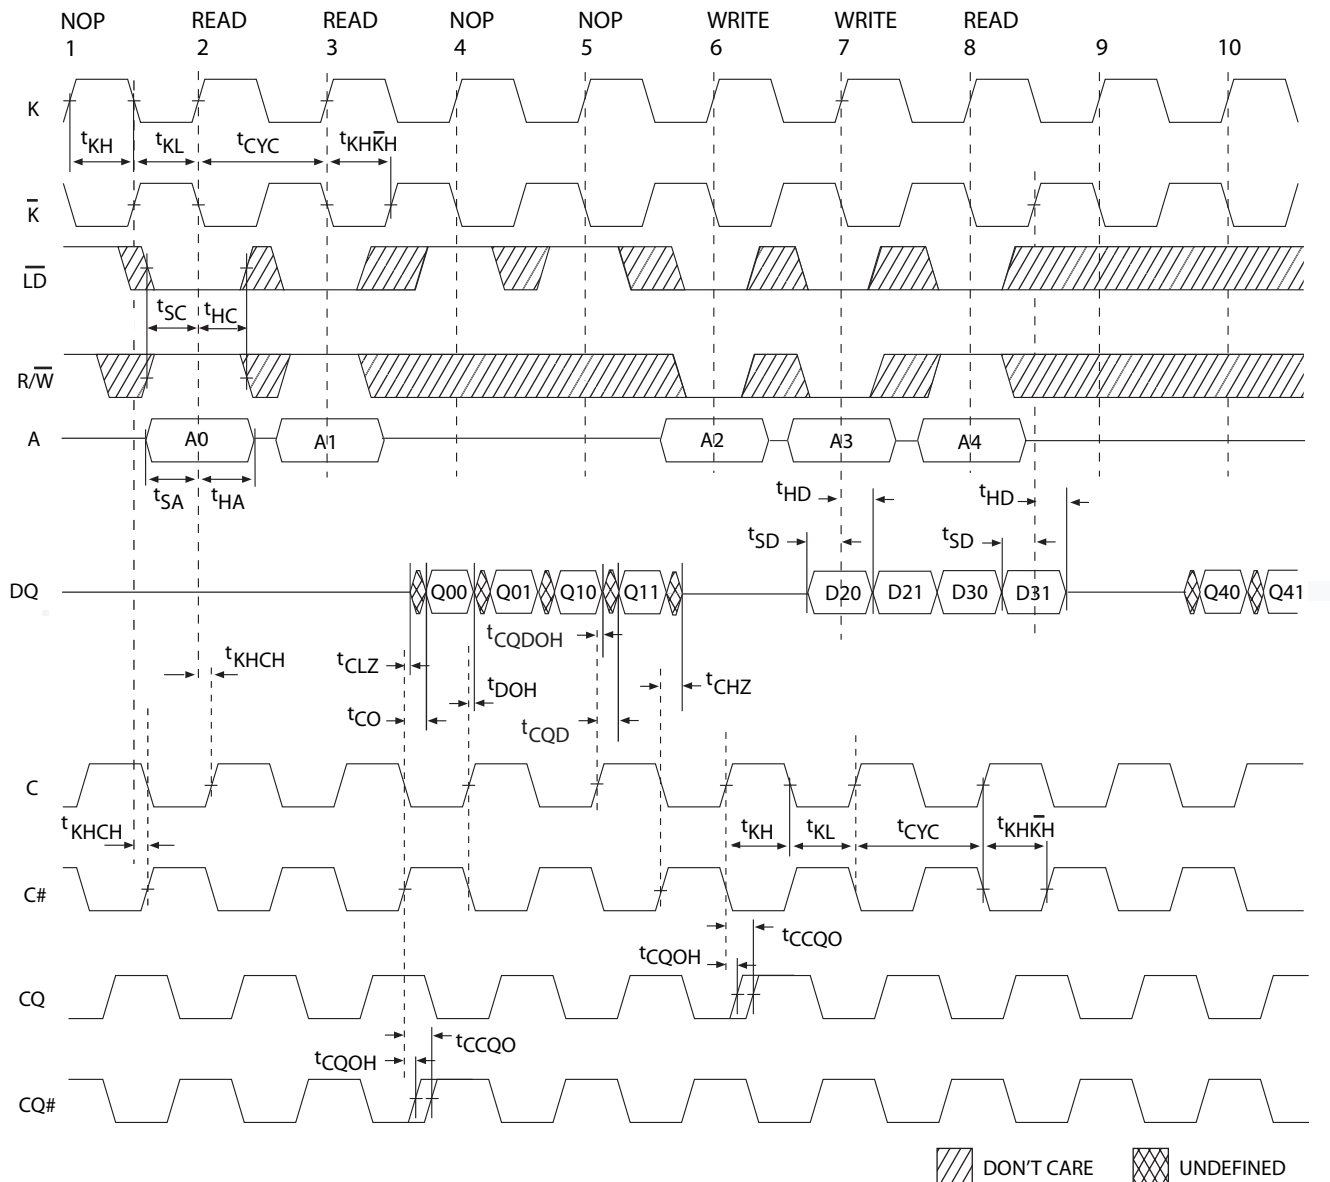 NOP READ READ NOP NOP WRITE WRITE READ
1 2 3 4 5 6 7 8 9 10
K
tKH tKL tCYC tKHK̅H
K̅
L̅D̅
tSC tHC
R/W̅
A A0 A1 A2 A3 A4
tSA tHA tHD tHD
tSD tSD
DQ Q00 Q01 Q10 Q11 D20 D21 D30 D31 Q40 Q41
tCQDOH
tKHCH tCLZ tDOH tCHZ
tCO tCQD
C
tKHCH tKH tKL tCYC tKHK̅H
C#
tCCQO
tCQOH
CQ
tCCQO
tCQOH
CQ#
DON'T CARE UNDEFINED